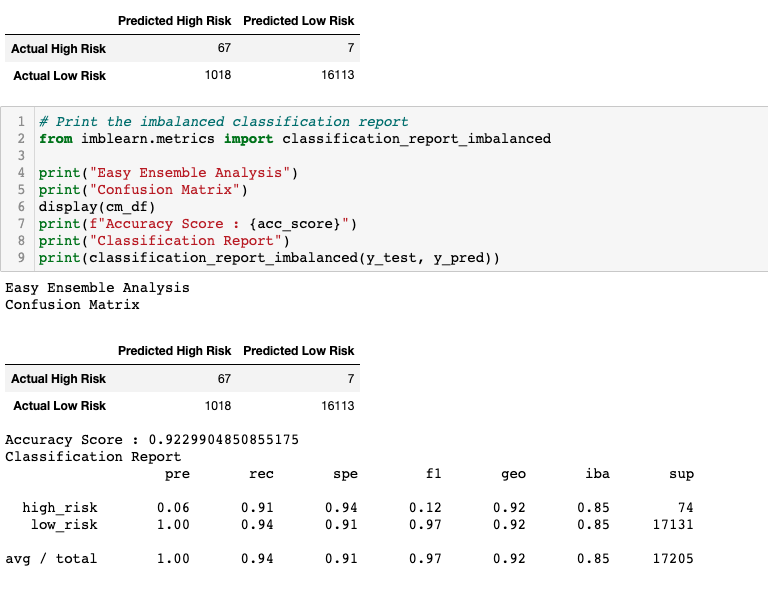 Predicted High Risk Predicted Low Risk
Actual High Risk 67 7
Actual Low Risk 1018 16113
1 # Print the imbalanced classification report
2 from imblearn.metrics import classification_report_imbalanced
3
4 print("Easy Ensemble Analysis")
5 print("Confusion Matrix")
6 display(cm_df)
7 print(f"Accuracy Score : {acc_score}")
8 print("Classification Report")
9 print(classification_report_imbalanced(y_test, y_pred))
Easy Ensemble Analysis
Confusion Matrix
Predicted High Risk Predicted Low Risk
Actual High Risk 67 7
Actual Low Risk 1018 16113
Accuracy Score : 0.9229904850855175
Classification Report
pre rec spe f1 geo iba sup
high_risk 0.06 0.91 0.94 0.12 0.92 0.85 74
low_risk 1.00 0.94 0.91 0.97 0.92 0.85 17131
avg / total 1.00 0.94 0.91 0.97 0.92 0.85 17205